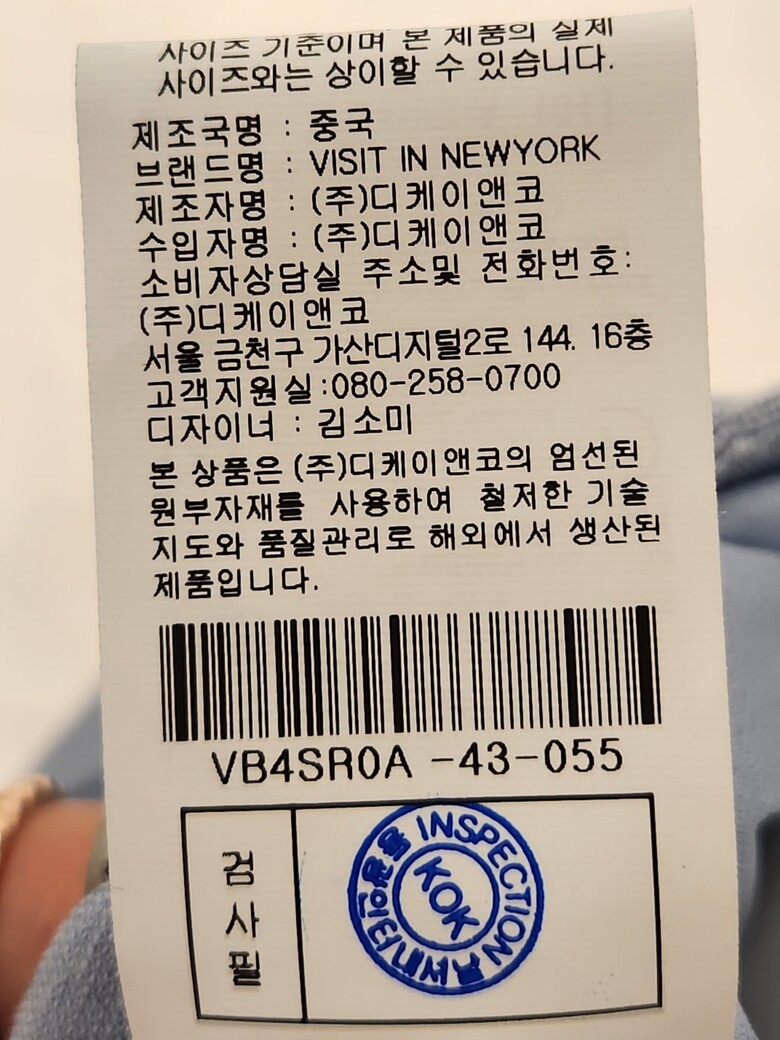 사이즈 기준이며 본 제품의 실제
사이즈와는 상이할 수 있습니다.
제조국명 : 중국
브랜드명 : VISIT IN NEWYORK
제조자명 : (주)디케이앤코
수입자명 : (주)디케이앤코
소비자상담실 주소및 전화번호:
(주)디케이앤코
서울 금천구 가산디지털2로 144. 16층
고객지원실:080-258-0700
디자이너 : 김소미
본 상품은 (주)디케이앤코의 엄선된
원부자재를 사용하여 철저한 기술
지도와 품질관리로 해외에서 생산된
제품입니다.
VB4SR0A -43-055
검사필
INSPECTION
KOK